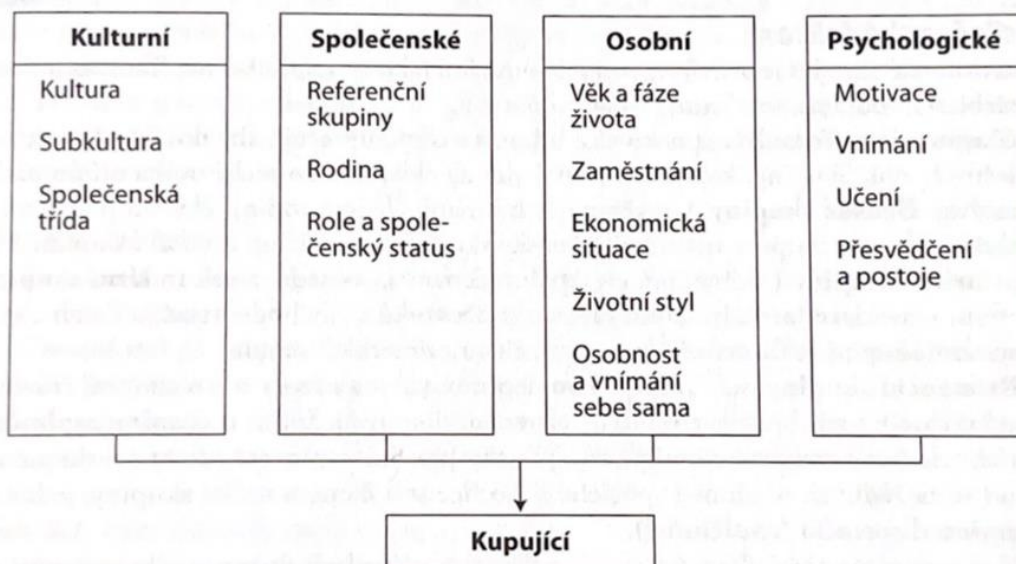 Kulturní
Kultura
Subkultura
Společenská
třída
Společenské
Referenční
skupiny
Rodina
Role a spole-
čenský status
Osobní
Věk a fáze
života
Zaměstnání
Ekonomická
situace
Životní styl
Osobnost
a vnímání
sebe sama
Psychologické
Motivace
Vnímání
Učení
Přesvědčení
a postoje
Kupující